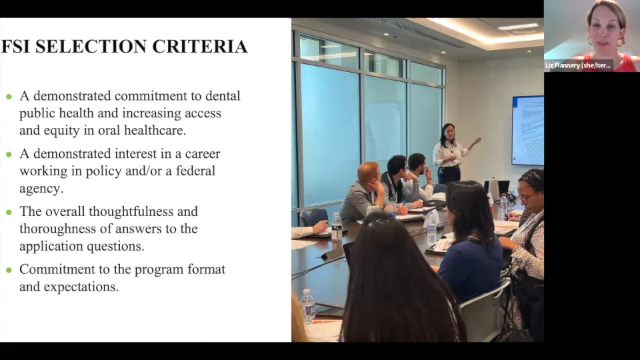 FSI SELECTION CRITERIA
A demonstrated commitment to dental
public health and increasing access
and equity in oral healthcare.
A demonstrated interest in a career
working in policy and/or a federal
agency.
The overall thoughtfulness and
thoroughness of answers to the
application questions.
Commitment to the program format
and expectations.
Liz Flannery (she/her...